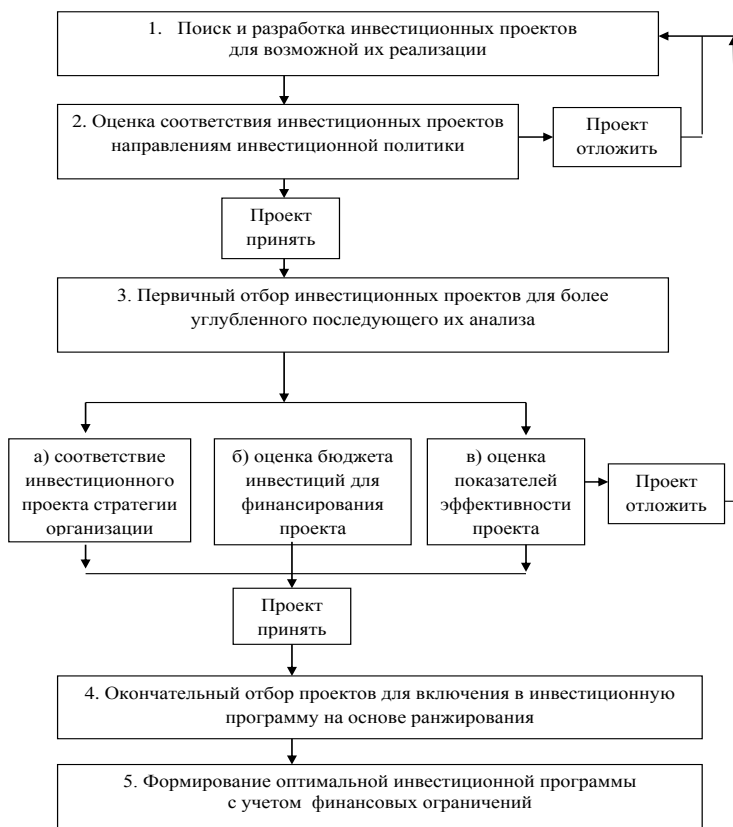 1. Поиск и разработка инвестиционных проектов
для возможной их реализации
2. Оценка соответствия инвестиционных проектов
направлениям инвестиционной политики
Проект
отложить
Проект
принять
3. Первичный отбор инвестиционных проектов для более
углубленного последующего их анализа
а) соответствие
инвестиционного
проекта стратегии
организации
б) оценка бюджета
инвестиций для
финансирования
проекта
в) оценка
показателей
эффективности
проекта
Проект
отложить
Проект
принять
4. Окончательный отбор проектов для включения в инвестиционную
программу на основе ранжирования
5. Формирование оптимальной инвестиционной программы
с учетом финансовых ограничений